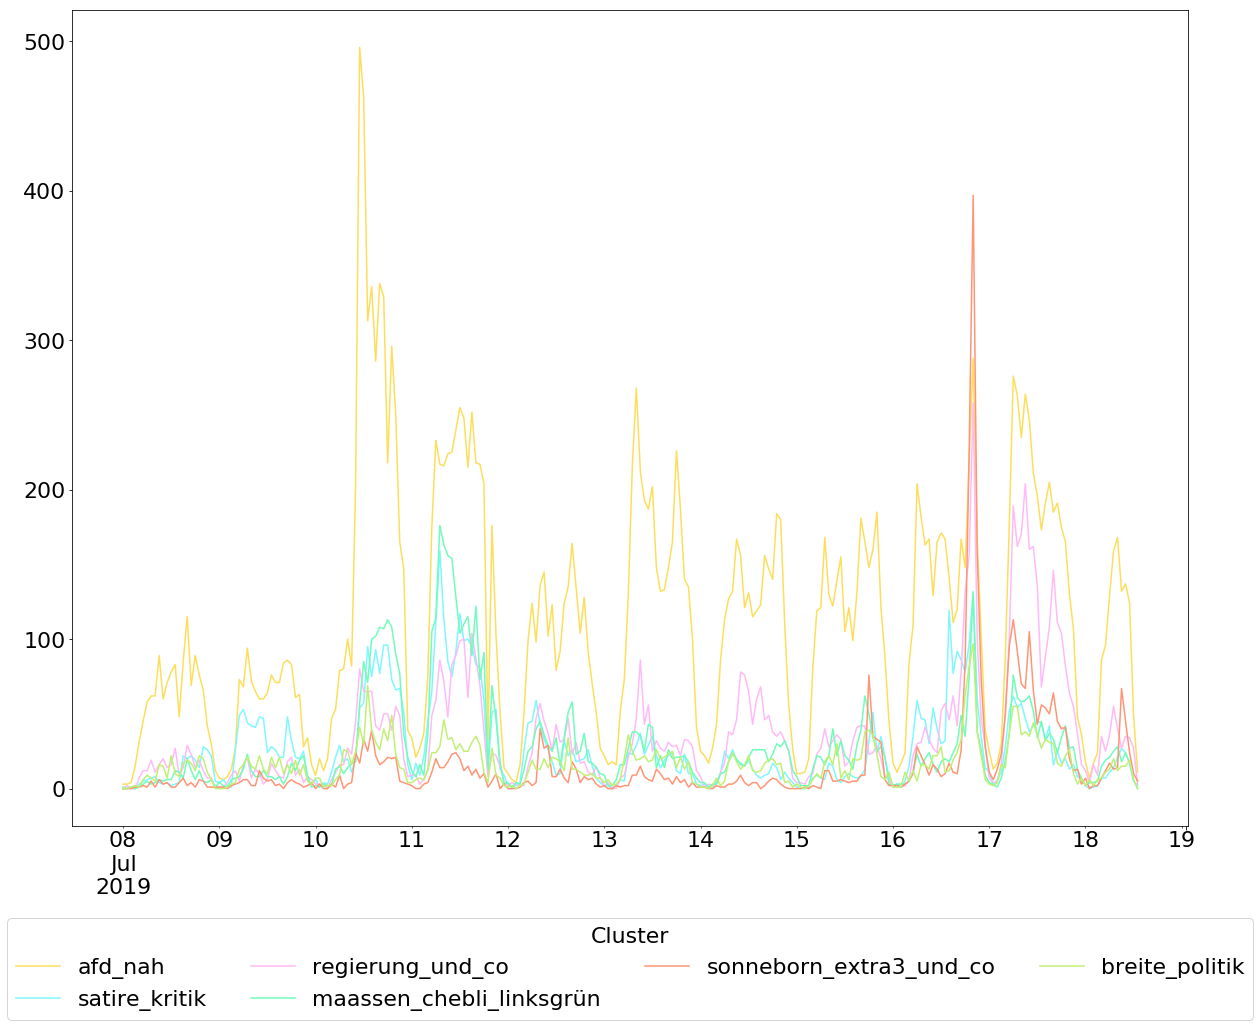 500
400
300
200
100
0
08 09 10 11 12 13 14 15 16 17 18 19
Jul
2019
Cluster
afd_nah regierung_und_co sonneborn_extra3_und_co breite_politik
satire_kritik maassen_chebli_linksgrün